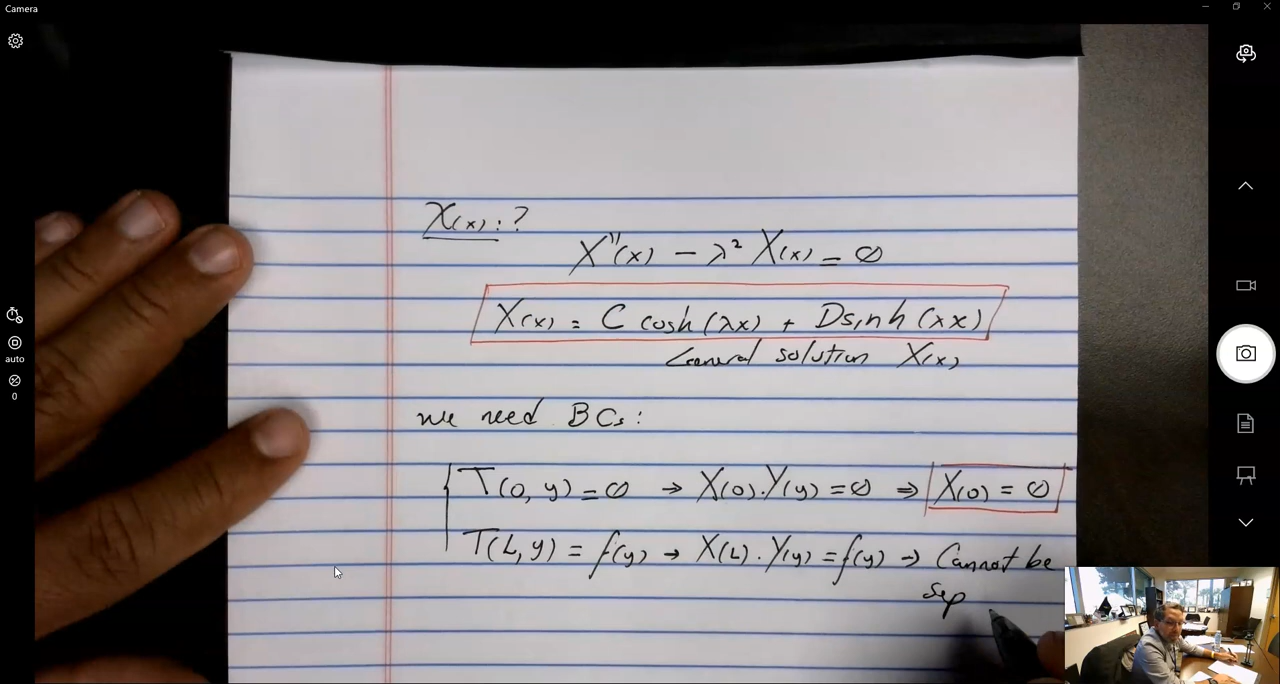 Camera
X(x) : ?
X''(x) - λ² X(x) = 0
X(x) = C cosh(λx) + D sinh(λx)
General solution X(x)
we need BCs :
T(0, y) = 0 → X(0).Y(y) = 0 ⇒ X(0) = 0
T(L, y) = f(y) → X(L).Y(y) = f(y) → Cannot be
sep
auto
0